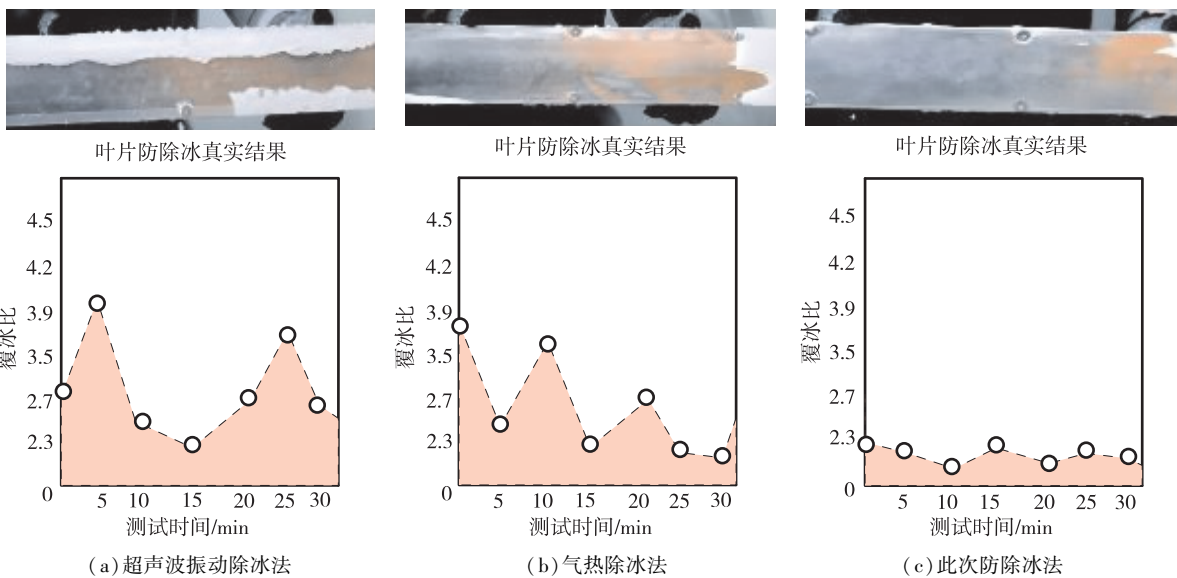 叶片防除冰真实结果
叶片防除冰真实结果
叶片防除冰真实结果
覆冰比
4.5
4.2
3.9
3.5
2.7
2.3
0
5 10 15 20 25 30
测试时间/min
(a)超声波振动除冰法
覆冰比
4.5
4.2
3.9
3.5
2.7
2.3
0
5 10 15 20 25 30
测试时间/min
(b)气热除冰法
覆冰比
4.5
4.2
3.9
3.5
2.7
2.3
0
5 10 15 20 25 30
测试时间/min
(c)此次防除冰法